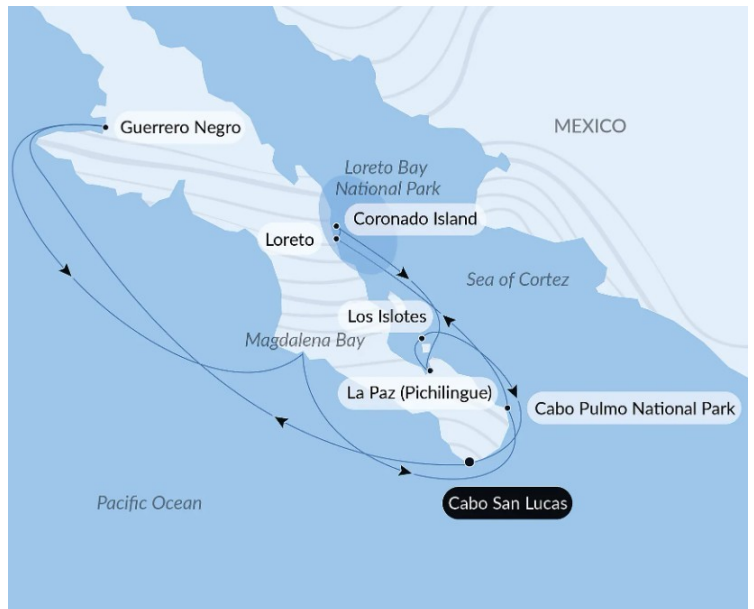 Guerrero Negro
MEXICO
Loreto Bay
National Park
Coronado Island
Loreto
Sea of Cortez
Los Islotes
Magdalena Bay
La Paz (Pichilingue)
Cabo Pulmo National Park
Pacific Ocean
Cabo San Lucas